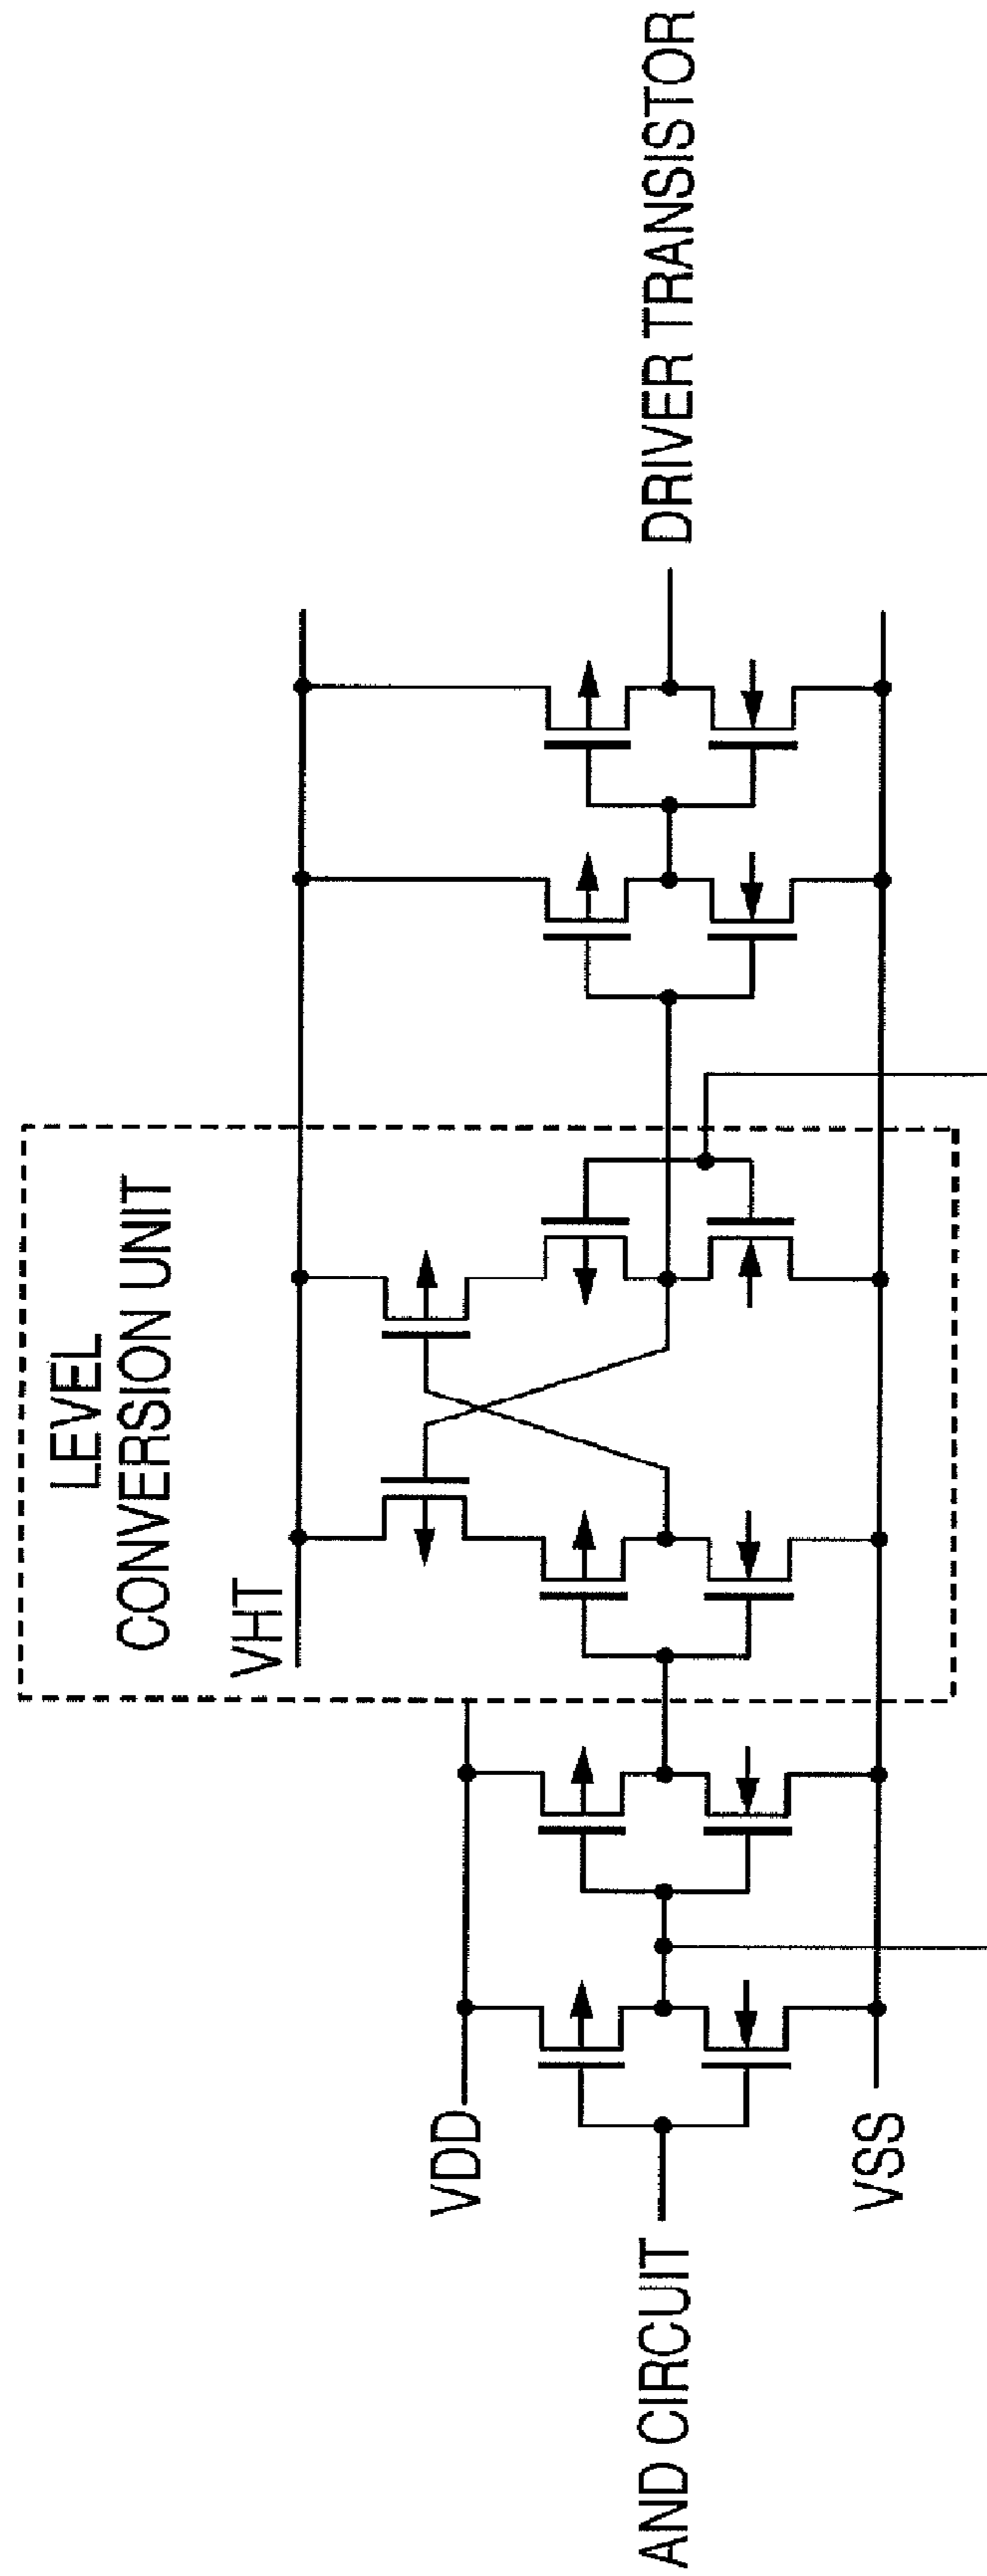 LEVEL
CONVERSION UNIT
VHT
VDD
AND CIRCUIT
DRIVER TRANSISTOR
VSS